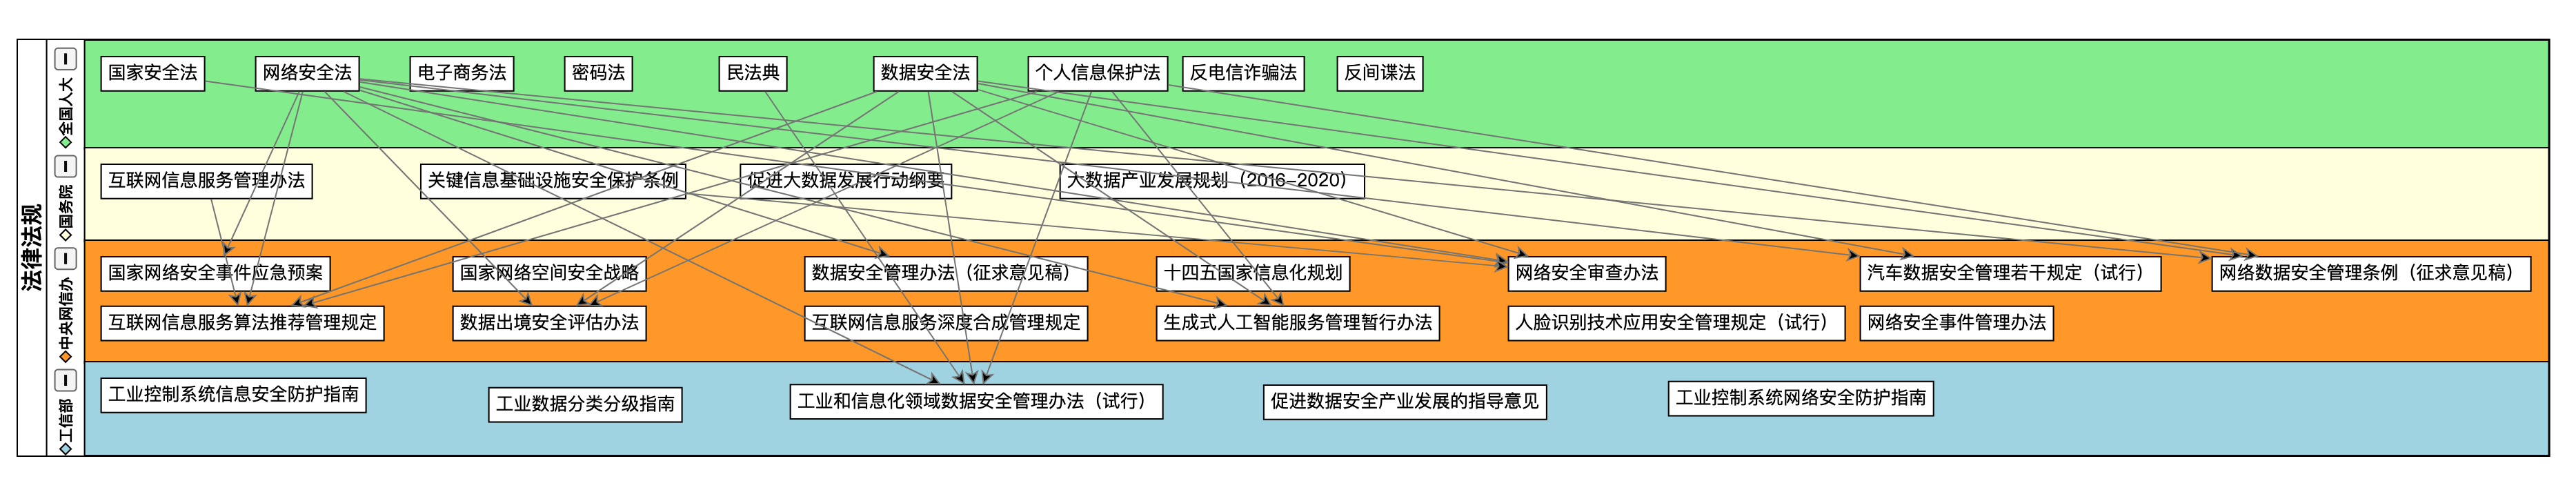 法律法规
全国人大
国家安全法
网络安全法
电子商务法
密码法
民法典
数据安全法
个人信息保护法
反电信诈骗法
反间谍法
国务院
互联网信息服务管理办法
关键信息基础设施安全保护条例
促进大数据发展行动纲要
大数据产业发展规划（2016-2020）
中央网信办
国家网络安全事件应急预案
国家网络空间安全战略
数据安全管理办法（征求意见稿）
十四五国家信息化规划
网络安全审查办法
汽车数据安全管理若干规定（试行）
网络数据安全管理条例（征求意见稿）
互联网信息服务算法推荐管理规定
数据出境安全评估办法
互联网信息服务深度合成管理规定
生成式人工智能服务管理暂行办法
人脸识别技术应用安全管理规定（试行）
网络安全事件管理办法
工信部
工业控制系统信息安全防护指南
工业数据分类分级指南
工业和信息化领域数据安全管理办法（试行）
促进数据安全产业发展的指导意见
工业控制系统网络安全防护指南